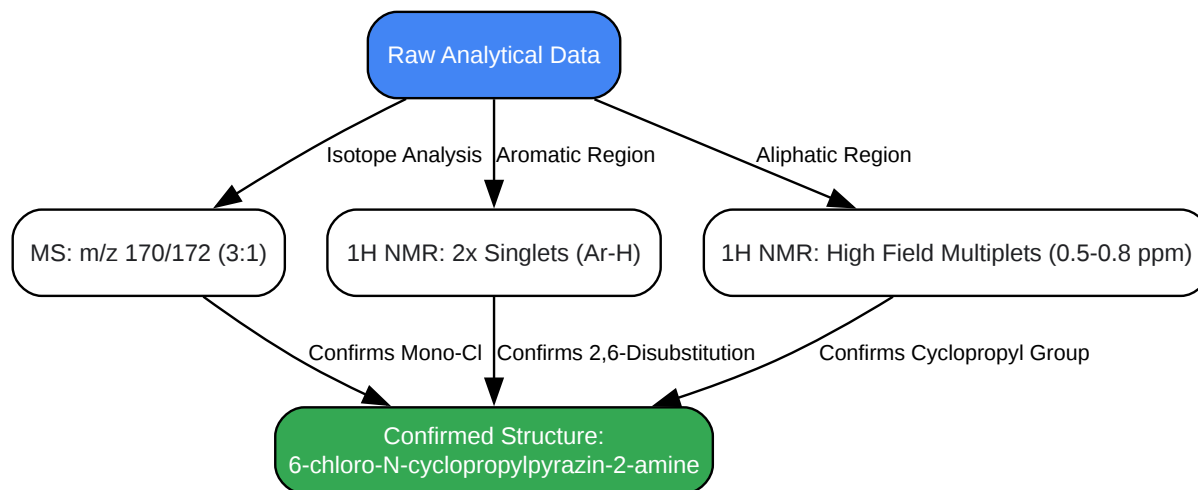 Raw Analytical Data
Isotope Analysis
Aromatic Region
Aliphatic Region
MS: m/z 170/172 (3:1)
1H NMR: 2x Singlets (Ar-H)
1H NMR: High Field Multiplets (0.5-0.8 ppm)
Confirms Mono-Cl
Confirms 2,6-Disubstitution
Confirms Cyclopropyl Group
Confirmed Structure:
6-chloro-N-cyclopropylpyrazin-2-amine